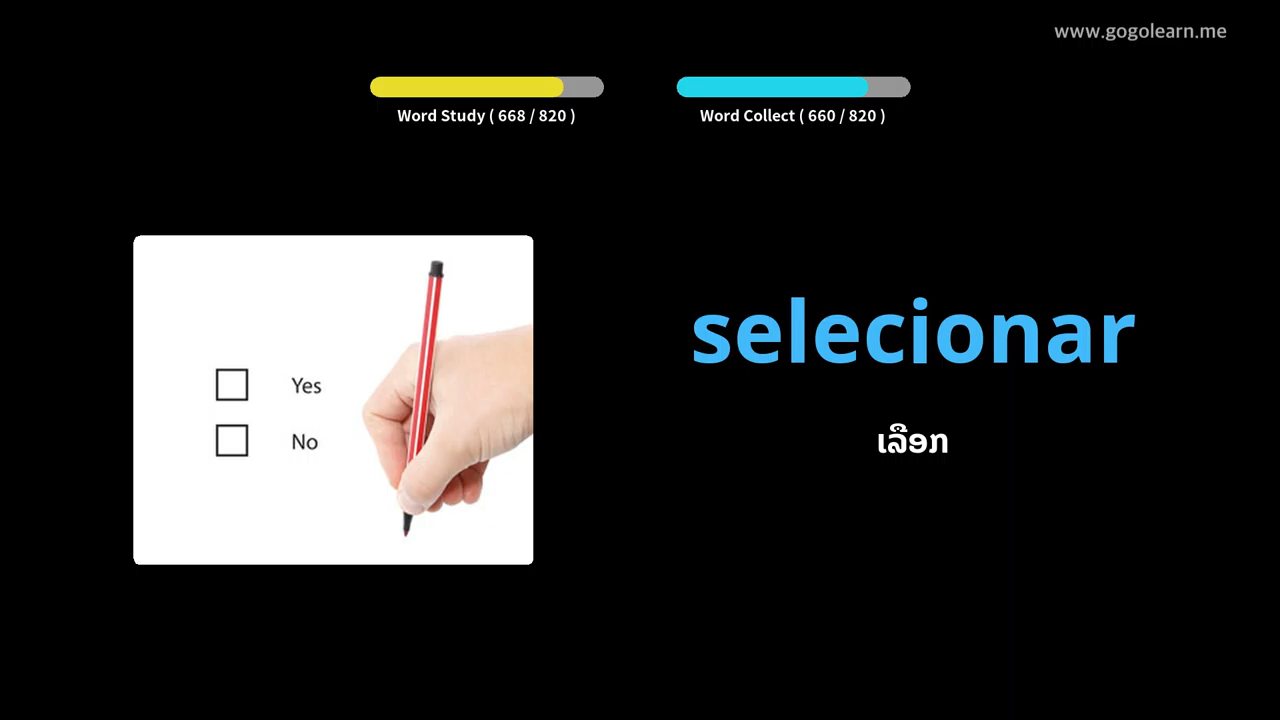 www.gogolearn.me
Word Study ( 668 / 820 )
Word Collect ( 660 / 820 )
Yes
No
selecionar
ເລືອກ